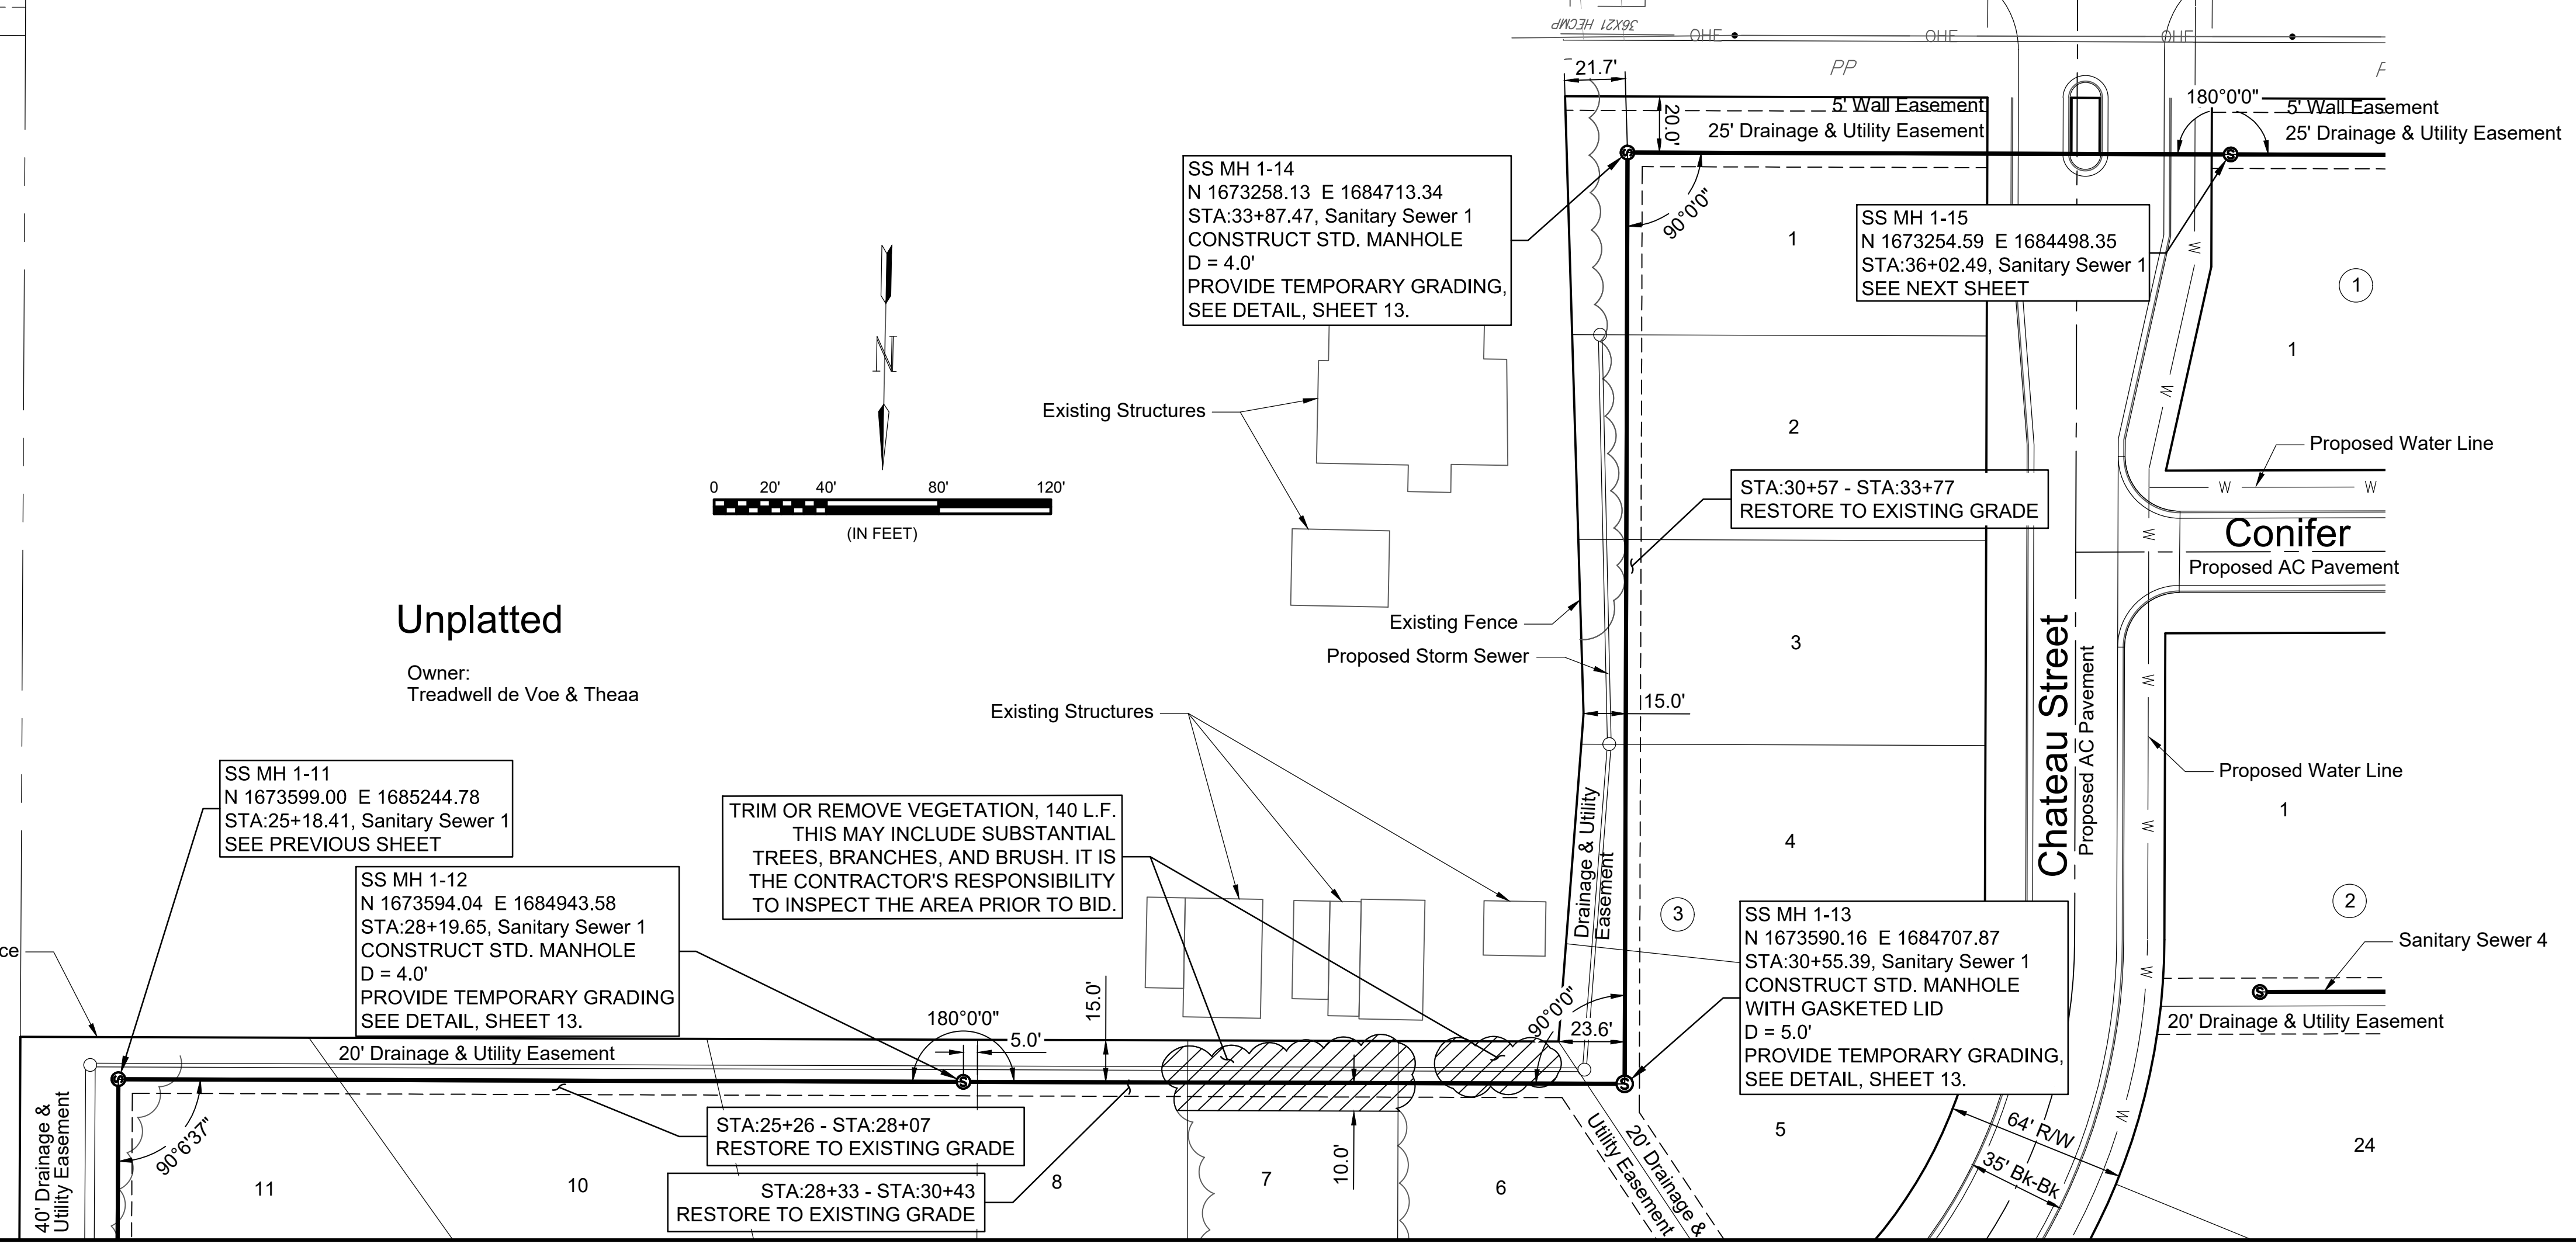 36X21 HECMP
OHE
OHE
OHE
21.7'
PP
180°0'0"
5' Wall Easement
5' Wall Easement
20.0'
25' Drainage & Utility Easement
25' Drainage & Utility Easement
SS MH 1-14
N 1673258.13 E 1684713.34
STA:33+87.47, Sanitary Sewer 1
CONSTRUCT STD. MANHOLE
D = 4.0'
PROVIDE TEMPORARY GRADING,
SEE DETAIL, SHEET 13.
90°0'0"
SS MH 1-15
N 1673254.59 E 1684498.35
STA:36+02.49, Sanitary Sewer 1
SEE NEXT SHEET
1
1
1
W
W
N
Existing Structures
2
Proposed Water Line
0 20' 40' 80' 120'
(IN FEET)
STA:30+57 - STA:33+77
RESTORE TO EXISTING GRADE
W
W
W
Conifer
Proposed AC Pavement
Unplatted
Existing Fence
3
Proposed Storm Sewer
Owner:
Treadwell de Voe & Theaa
15.0'
Existing Structures
Chateau Street
Proposed AC Pavement
W
Proposed Water Line
1
SS MH 1-11
N 1673599.00 E 1685244.78
STA:25+18.41, Sanitary Sewer 1
SEE PREVIOUS SHEET
TRIM OR REMOVE VEGETATION, 140 L.F.
THIS MAY INCLUDE SUBSTANTIAL
TREES, BRANCHES, AND BRUSH. IT IS
THE CONTRACTOR'S RESPONSIBILITY
TO INSPECT THE AREA PRIOR TO BID.
Drainage & Utility
Easement
4
W
W
3
2
SS MH 1-12
N 1673594.04 E 1684943.58
STA:28+19.65, Sanitary Sewer 1
CONSTRUCT STD. MANHOLE
D = 4.0'
PROVIDE TEMPORARY GRADING
SEE DETAIL, SHEET 13.
SS MH 1-13
N 1673590.16 E 1684707.87
STA:30+55.39, Sanitary Sewer 1
CONSTRUCT STD. MANHOLE
WITH GASKETED LID
D = 5.0'
PROVIDE TEMPORARY GRADING,
SEE DETAIL, SHEET 13.
Sanitary Sewer 4
ce
W
20' Drainage & Utility Easement
180°0'0"
5.0'
15.0'
90°0'0"
23.6'
20' Drainage & Utility Easement
40' Drainage &
Utility Easement
90°6'37"
STA:25+26 - STA:28+07
RESTORE TO EXISTING GRADE
STA:28+33 - STA:30+43
RESTORE TO EXISTING GRADE
10.0'
20' Drainage &
Utility Easement
11
10
8
7
6
5
64' R/W
35' Bk-Bk
W
24